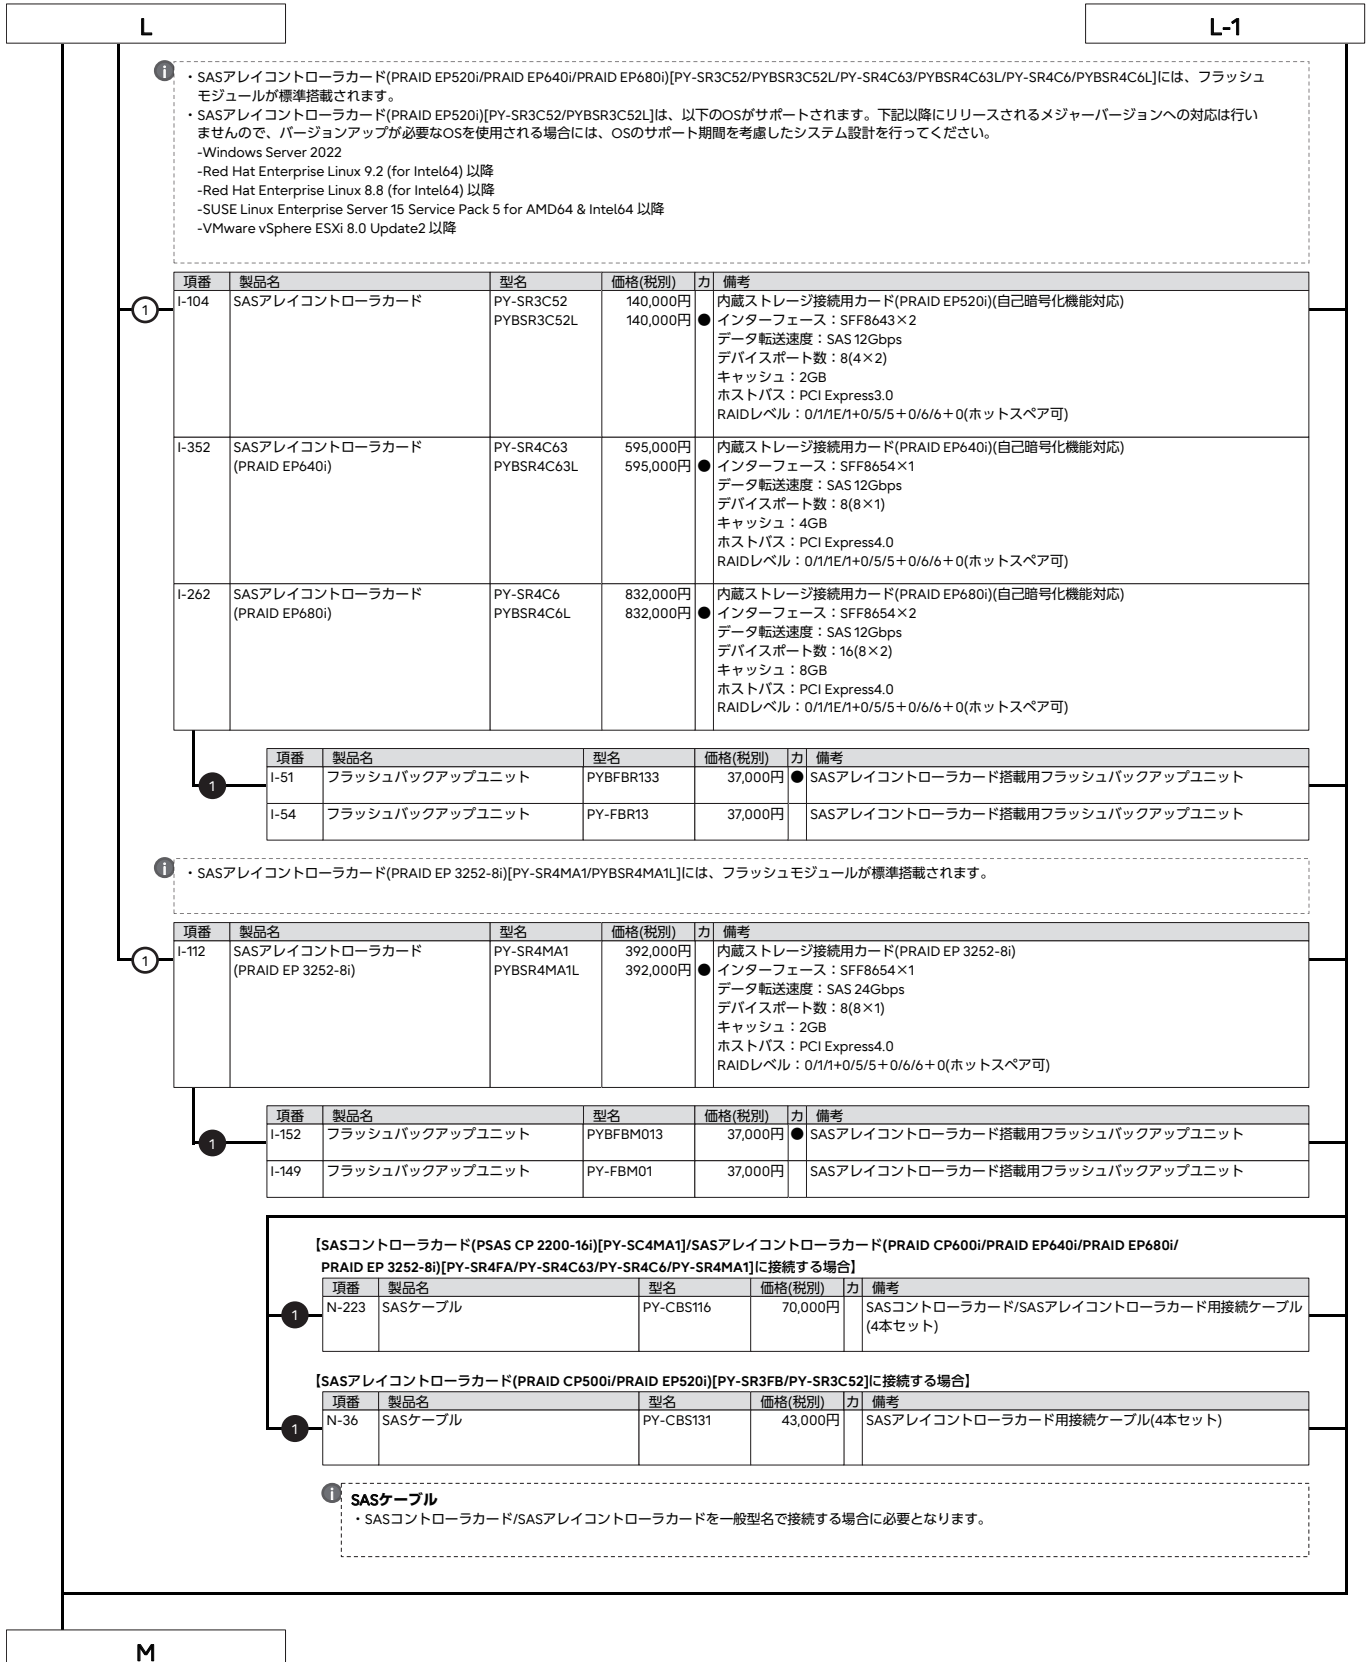 L
L-1
・SASアレイコントローラカード(PRAID EP520i/PRAID EP640i/PRAID EP680i)[PY-SR3C52/PYBSR3C52L/PY-SR4C63/PYBSR4C63L/PY-SR4C6/PYBSR4C6L]には、フラッシュ
モジュールが標準搭載されます。
・SASアレイコントローラカード(PRAID EP520i)[PY-SR3C52/PYBSR3C52L]は、以下のOSがサポートされます。下記以降にリリースされるメジャーバージョンへの対応は行い
ませんので、バージョンアップが必要なOSを使用される場合には、OSのサポート期間を考慮したシステム設計を行ってください。
-Windows Server 2022
-Red Hat Enterprise Linux 9.2 (for Intel64) 以降
-Red Hat Enterprise Linux 8.8 (for Intel64) 以降
-SUSE Linux Enterprise Server 15 Service Pack 5 for AMD64 & Intel64 以降
-VMware vSphere ESXi 8.0 Update2 以降
項番 製品名 型名 価格(税別) カ 備考
1 I-104 SASアレイコントローラカード PY-SR3C52 140,000円 内蔵ストレージ接続用カード(PRAID EP520i)(自己暗号化機能対応)
PYBSR3C52L 140,000円 ● インターフェース：SFF8643×2
データ転送速度：SAS 12Gbps
デバイスポート数：8(4×2)
キャッシュ：2GB
ホストバス：PCI Express3.0
RAIDレベル：0/1/1E/1+0/5/5＋0/6/6＋0(ホットスペア可)
I-352 SASアレイコントローラカード PY-SR4C63 595,000円 内蔵ストレージ接続用カード(PRAID EP640i)(自己暗号化機能対応)
(PRAID EP640i) PYBSR4C63L 595,000円 ● インターフェース：SFF8654×1
データ転送速度：SAS 12Gbps
デバイスポート数：8(8×1)
キャッシュ：4GB
ホストバス：PCI Express4.0
RAIDレベル：0/1/1E/1+0/5/5＋0/6/6＋0(ホットスペア可)
I-262 SASアレイコントローラカード PY-SR4C6 832,000円 内蔵ストレージ接続用カード(PRAID EP680i)(自己暗号化機能対応)
(PRAID EP680i) PYBSR4C6L 832,000円 ● インターフェース：SFF8654×2
データ転送速度：SAS 12Gbps
デバイスポート数：16(8×2)
キャッシュ：8GB
ホストバス：PCI Express4.0
RAIDレベル：0/1/1E/1+0/5/5＋0/6/6＋0(ホットスペア可)
項番 製品名 型名 価格(税別) カ 備考
1 I-51 フラッシュバックアップユニット PYBFBR133 37,000円 ● SASアレイコントローラカード搭載用フラッシュバックアップユニット
I-54 フラッシュバックアップユニット PY-FBR13 37,000円 SASアレイコントローラカード搭載用フラッシュバックアップユニット
・SASアレイコントローラカード(PRAID EP 3252-8i)[PY-SR4MA1/PYBSR4MA1L]には、フラッシュモジュールが標準搭載されます。
項番 製品名 型名 価格(税別) カ 備考
1 I-112 SASアレイコントローラカード PY-SR4MA1 392,000円 内蔵ストレージ接続用カード(PRAID EP 3252-8i)
(PRAID EP 3252-8i) PYBSR4MA1L 392,000円 ● インターフェース：SFF8654×1
データ転送速度：SAS 24Gbps
デバイスポート数：8(8×1)
キャッシュ：2GB
ホストバス：PCI Express4.0
RAIDレベル：0/1/1+0/5/5＋0/6/6＋0(ホットスペア可)
項番 製品名 型名 価格(税別) カ 備考
1 I-152 フラッシュバックアップユニット PYBFBM013 37,000円 ● SASアレイコントローラカード搭載用フラッシュバックアップユニット
I-149 フラッシュバックアップユニット PY-FBM01 37,000円 SASアレイコントローラカード搭載用フラッシュバックアップユニット
【SASコントローラカード(PSAS CP 2200-16i)[PY-SC4MA1]/SASアレイコントローラカード(PRAID CP600i/PRAID EP640i/PRAID EP680i/
PRAID EP 3252-8i)[PY-SR4FA/PY-SR4C63/PY-SR4C6/PY-SR4MA1]に接続する場合】
項番 製品名 型名 価格(税別) カ 備考
1 N-223 SASケーブル PY-CBS116 70,000円 SASコントローラカード/SASアレイコントローラカード用接続ケーブル
(4本セット)
【SASアレイコントローラカード(PRAID CP500i/PRAID EP520i)[PY-SR3FB/PY-SR3C52]に接続する場合】
項番 製品名 型名 価格(税別) カ 備考
1 N-36 SASケーブル PY-CBS131 43,000円 SASアレイコントローラカード用接続ケーブル(4本セット)
SASケーブル
・SASコントローラカード/SASアレイコントローラカードを一般型名で接続する場合に必要となります。
M